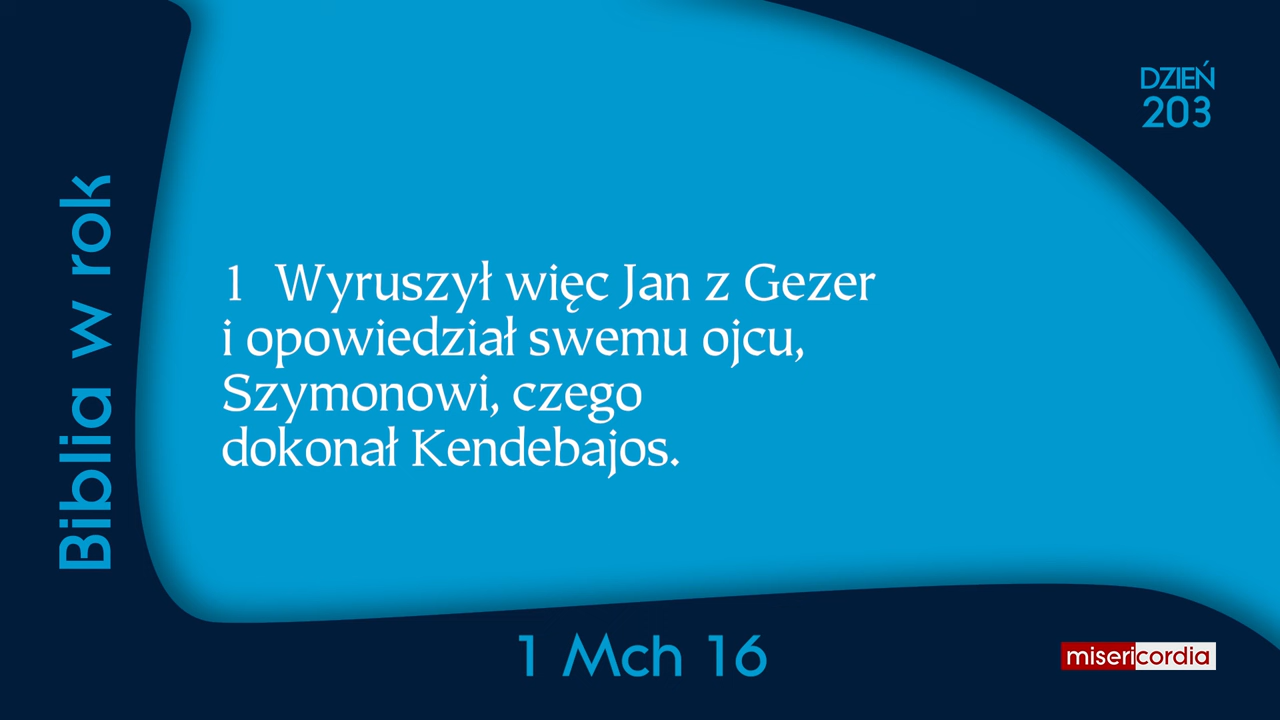 DZIEŃ
203
Biblia w rok
1 Wyruszył więc Jan z Gezer
i opowiedział swemu ojcu,
Szymonowi, czego
dokonał Kendebajos.
1 Mch 16
misericordia